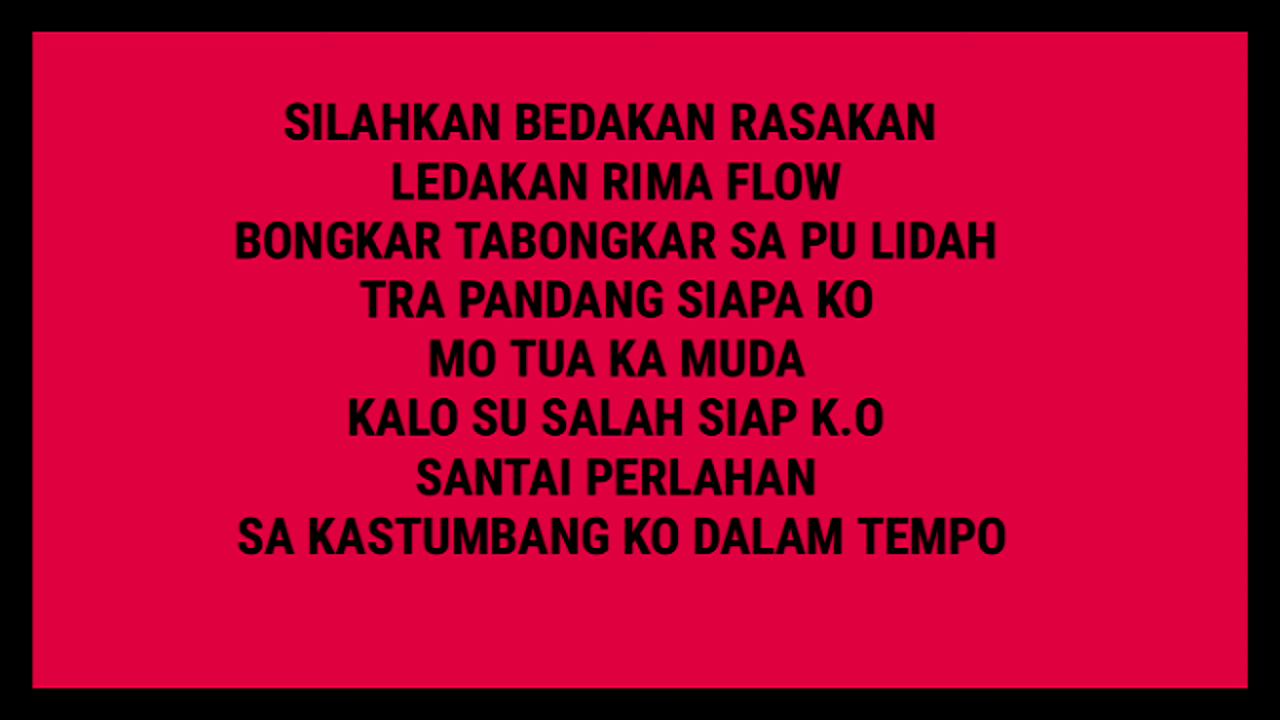 SILAHKAN BEDAKAN RASAKAN
LEDAKAN RIMA FLOW
BONGKAR TABONGKAR SA PU LIDAH
TRA PANDANG SIAPA KO
MO TUA KA MUDA
KALO SU SALAH SIAP K.O
SANTAI PERLAHAN
SA KASTUMBANG KO DALAM TEMPO